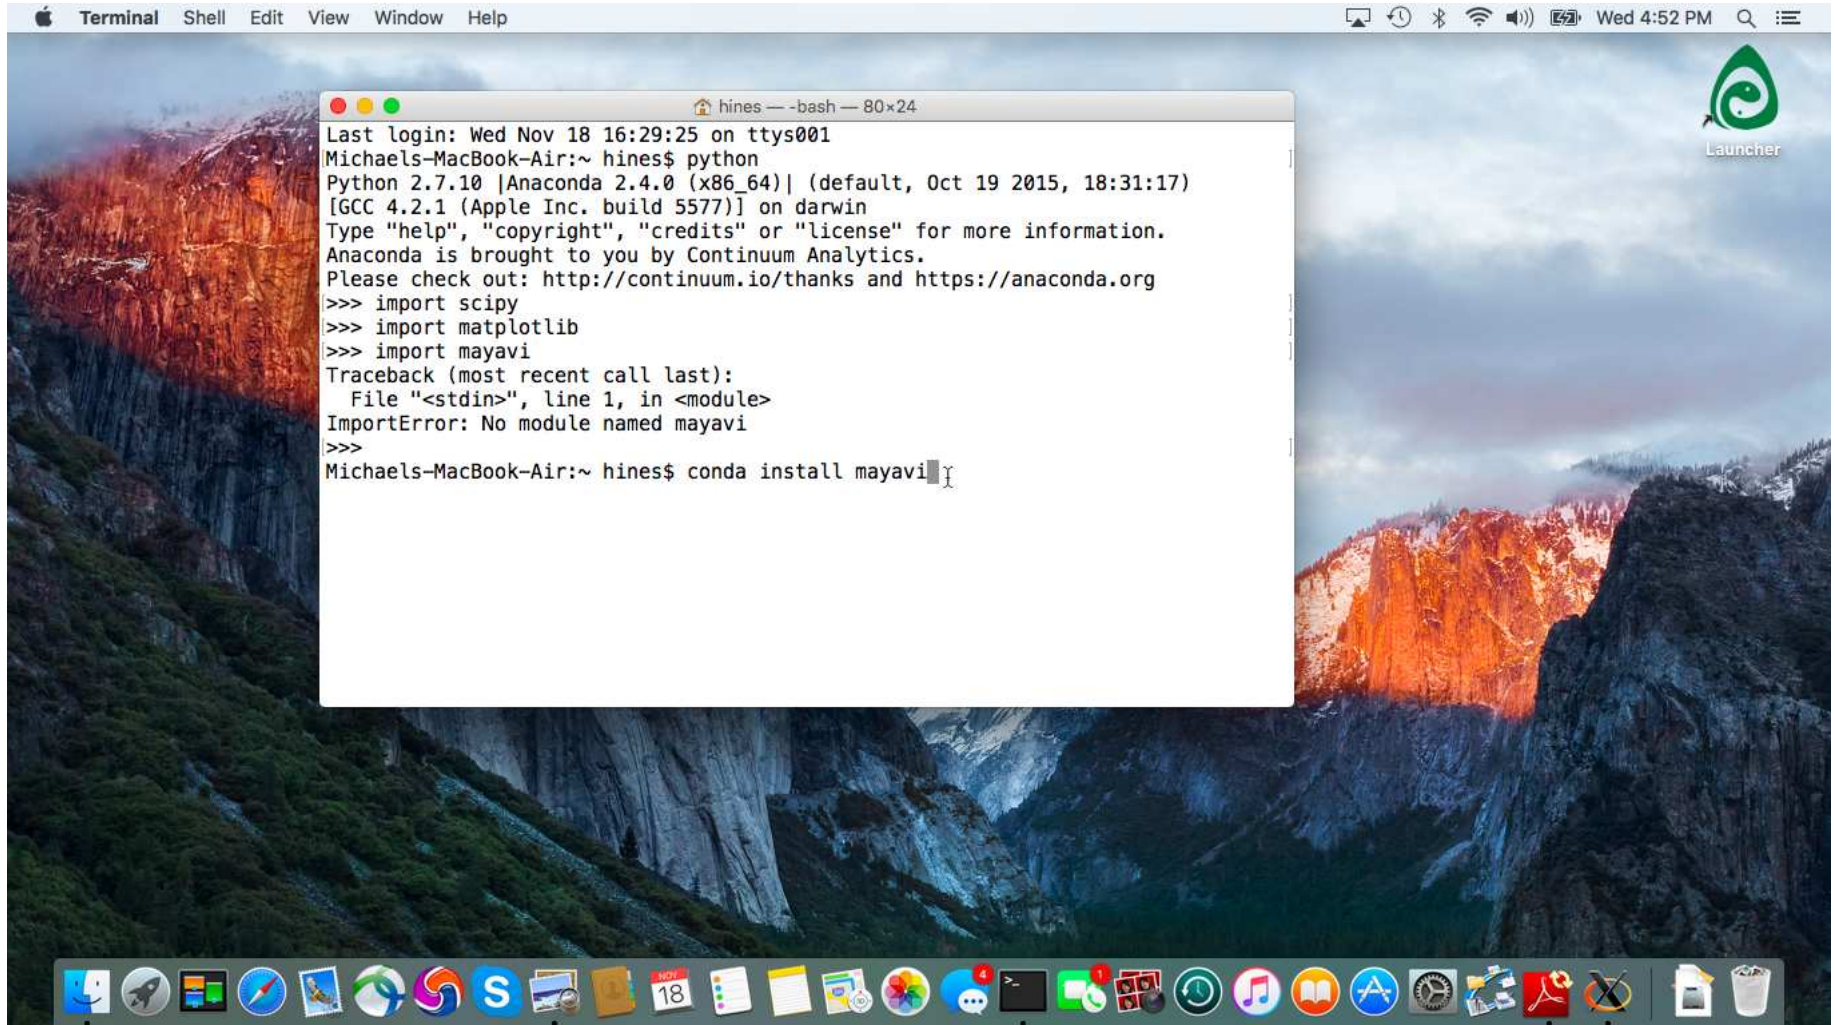 Terminal Shell Edit View Window Help Wed 4:52 PM
Launcher
hines — -bash — 80×24
Last login: Wed Nov 18 16:29:25 on ttys001
Michaels-MacBook-Air:~ hines$ python
Python 2.7.10 |Anaconda 2.4.0 (x86_64)| (default, Oct 19 2015, 18:31:17)
[GCC 4.2.1 (Apple Inc. build 5577)] on darwin
Type "help", "copyright", "credits" or "license" for more information.
Anaconda is brought to you by Continuum Analytics.
Please check out: http://continuum.io/thanks and https://anaconda.org
>>> import scipy
>>> import matplotlib
>>> import mayavi
Traceback (most recent call last):
  File "<stdin>", line 1, in <module>
ImportError: No module named mayavi
>>>
Michaels-MacBook-Air:~ hines$ conda install mayavi
NOV
18
4
>_
1